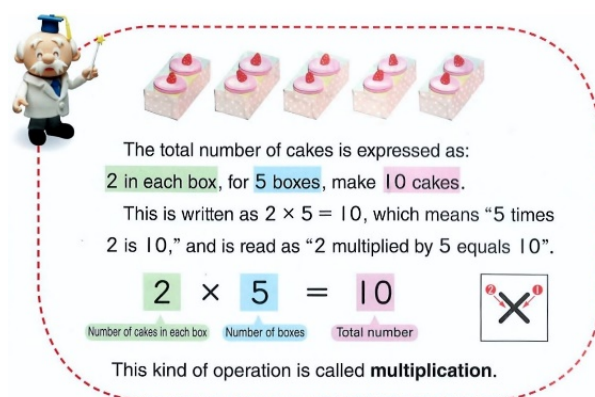 The total number of cakes is expressed as:
2 in each box, for 5 boxes, make 10 cakes.
This is written as 2 × 5 = 10, which means “5 times
2 is 10,” and is read as “2 multiplied by 5 equals 10”.
2 × 5 = 10
Number of cakes in each box Number of boxes Total number
2 1
This kind of operation is called multiplication.